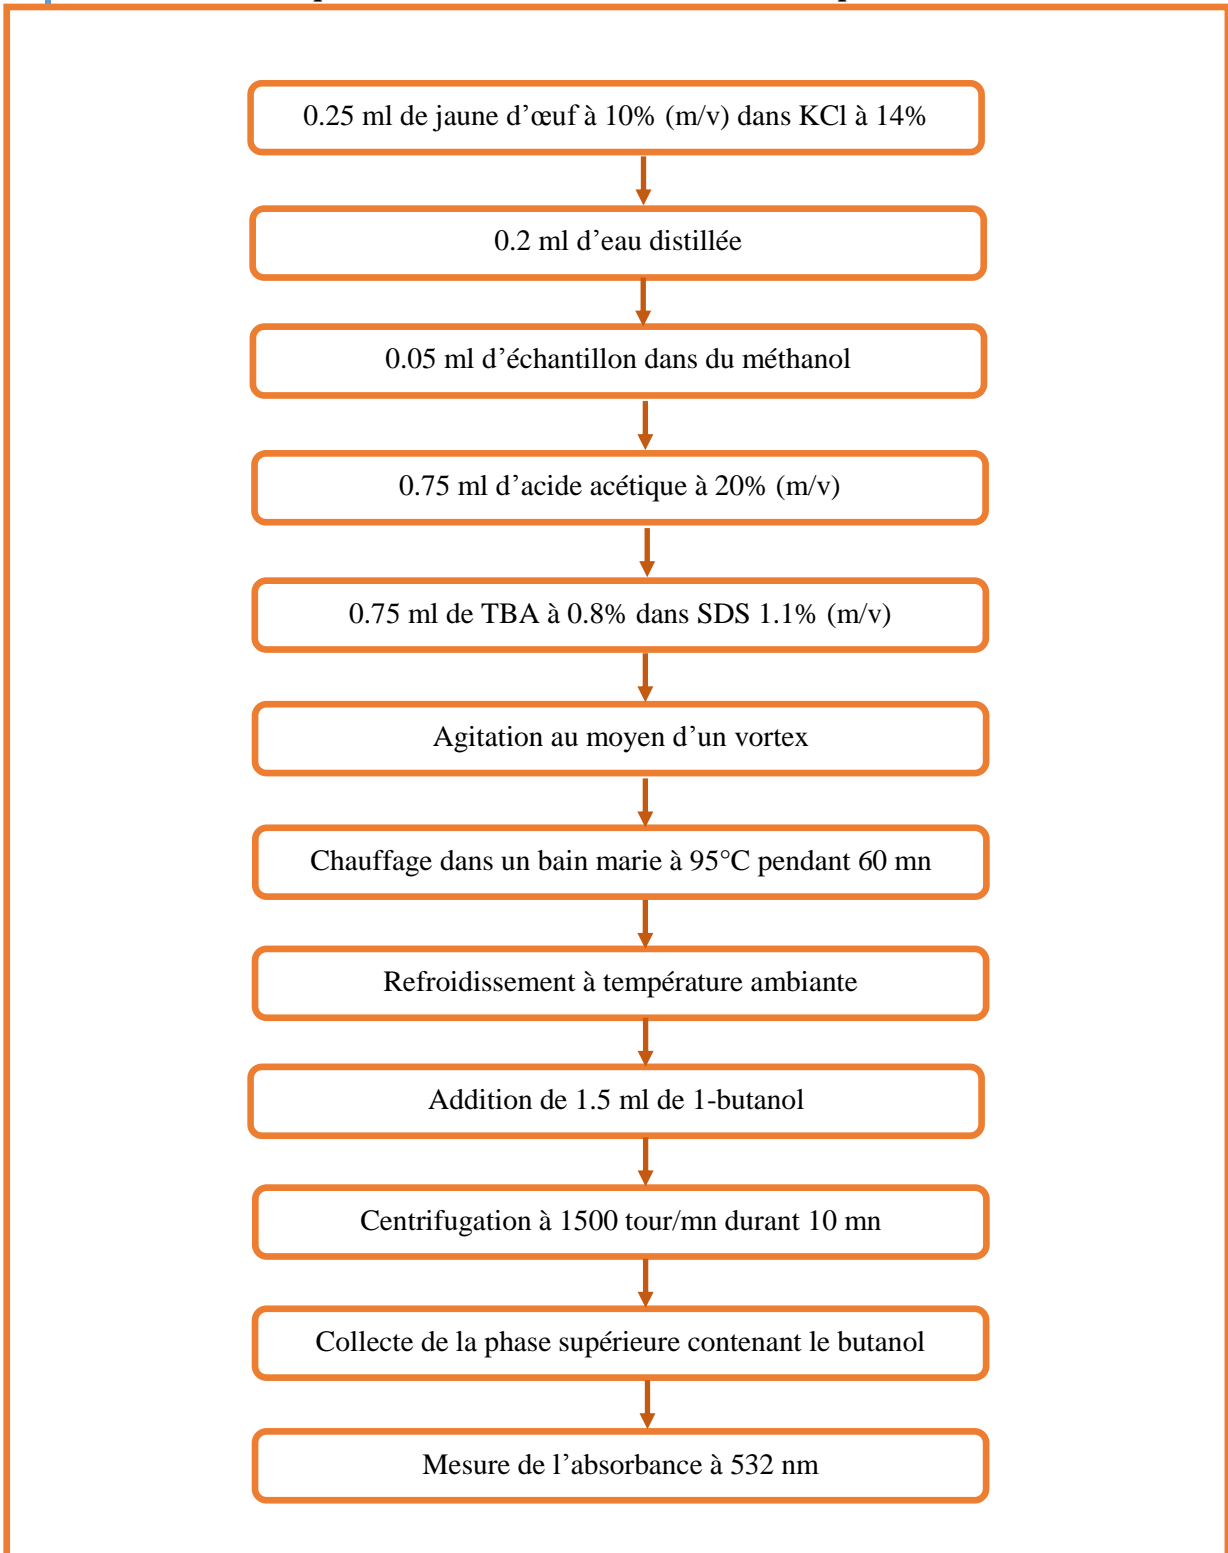 0.25 ml de jaune d’œuf à 10% (m/v) dans KCl à 14%
0.2 ml d’eau distillée
0.05 ml d’échantillon dans du méthanol
0.75 ml d’acide acétique à 20% (m/v)
0.75 ml de TBA à 0.8% dans SDS 1.1% (m/v)
Agitation au moyen d’un vortex
Chauffage dans un bain marie à 95°C pendant 60 mn
Refroidissement à température ambiante
Addition de 1.5 ml de 1-butanol
Centrifugation à 1500 tour/mn durant 10 mn
Collecte de la phase supérieure contenant le butanol
Mesure de l’absorbance à 532 nm